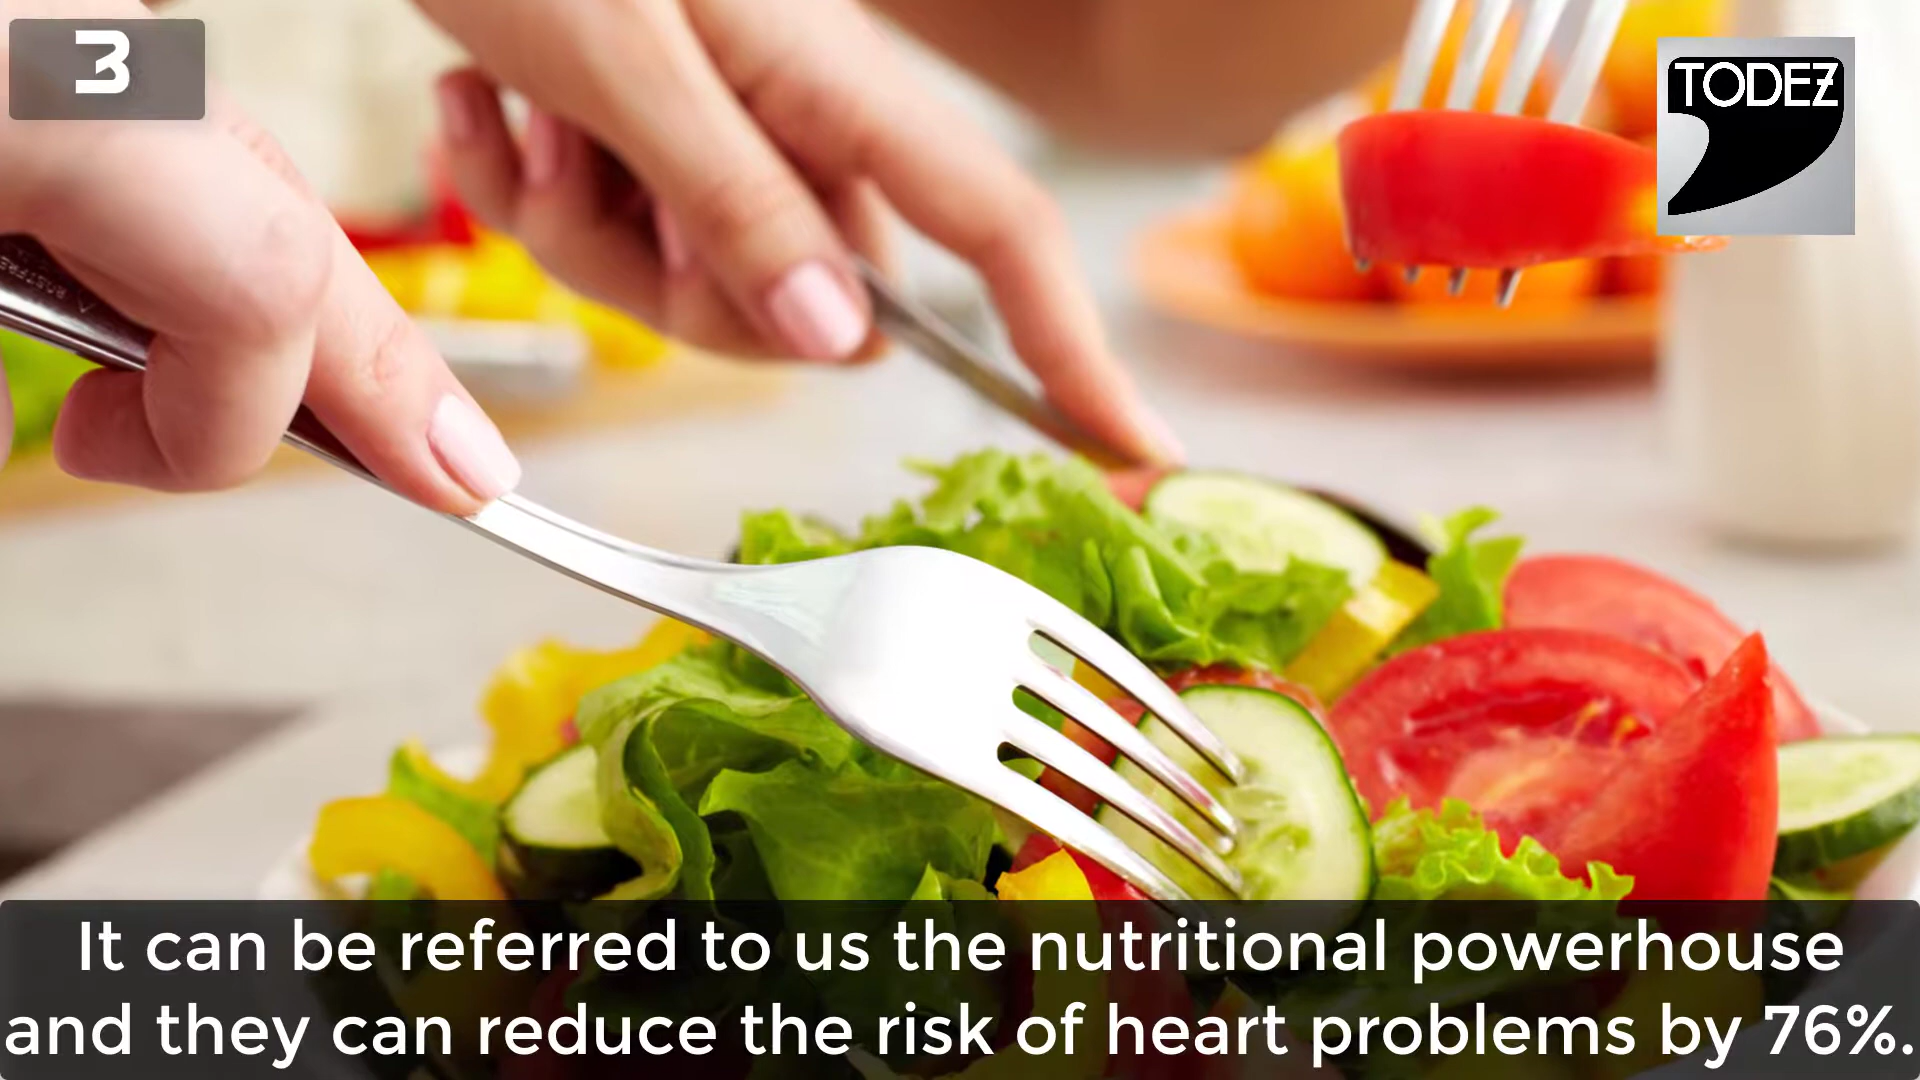 3
TODEZ
It can be referred to us the nutritional powerhouse
and they can reduce the risk of heart problems by 76%.